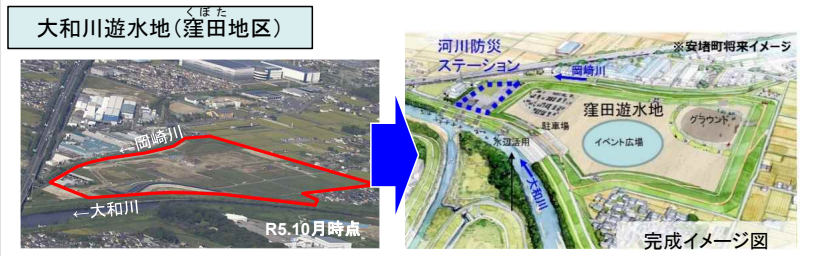 大和川遊水地(窪田地区)
くぼた
←岡崎川
←大和川
R5.10月時点
河川防災
ステーション
※安堵町将来イメージ
岡崎川
窪田遊水地
駐車場
グラウンド
イベント広場
水辺活用
大和川
完成イメージ図